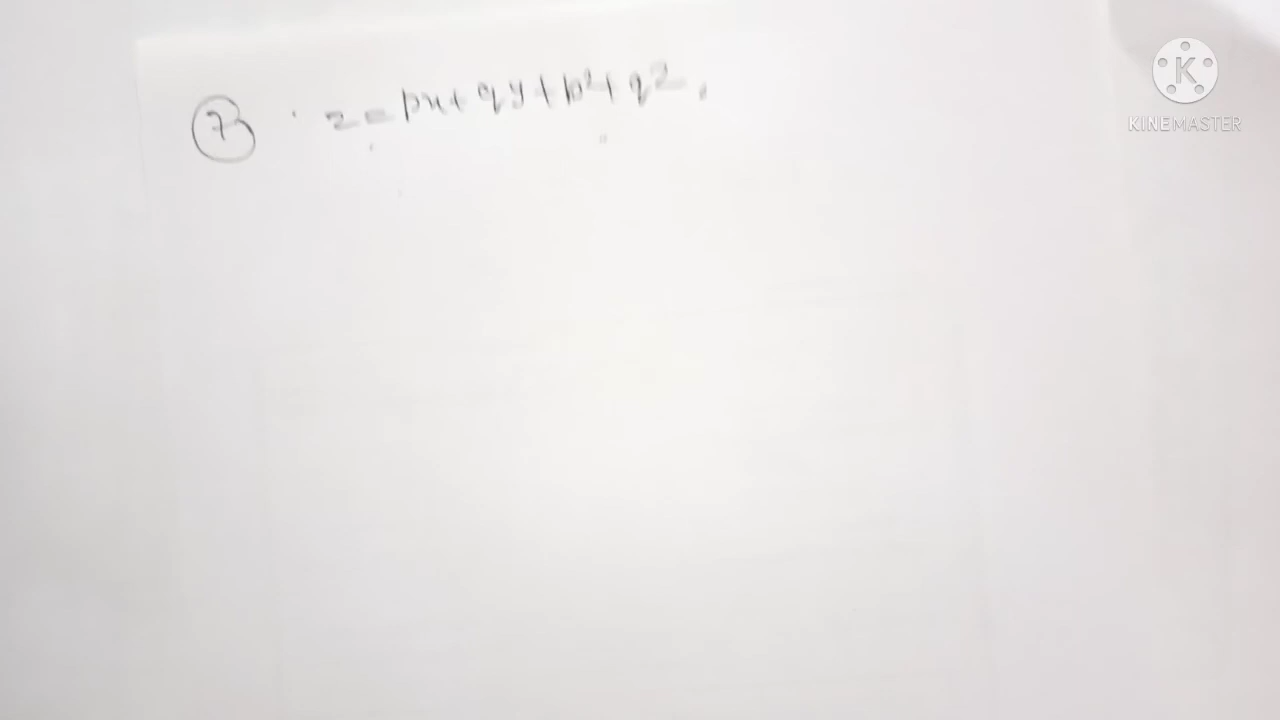 7 z = px + qy + p² + q²,
K
KINEMASTER